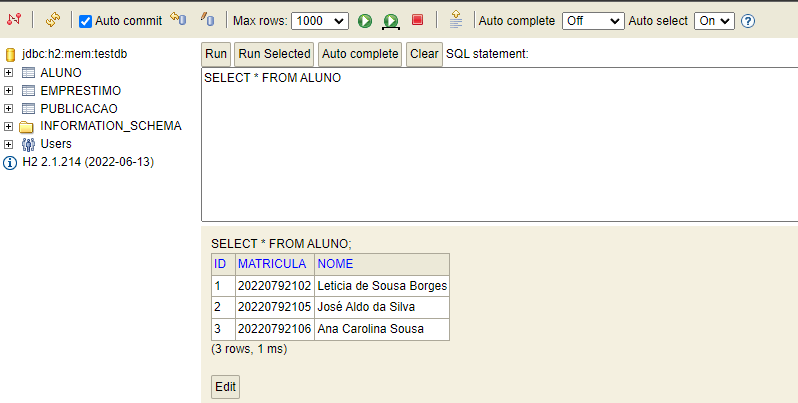 Auto commit Max rows: 1000 Auto complete Off Auto select On ?
jdbc:h2:mem:testdb
ALUNO
EMPRESTIMO
PUBLICACAO
INFORMATION_SCHEMA
Users
H2 2.1.214 (2022-06-13)
Run Run Selected Auto complete Clear SQL statement:
SELECT * FROM ALUNO
SELECT * FROM ALUNO;
ID MATRICULA NOME
1 20220792102 Leticia de Sousa Borges
2 20220792105 José Aldo da Silva
3 20220792106 Ana Carolina Sousa
(3 rows, 1 ms)
Edit